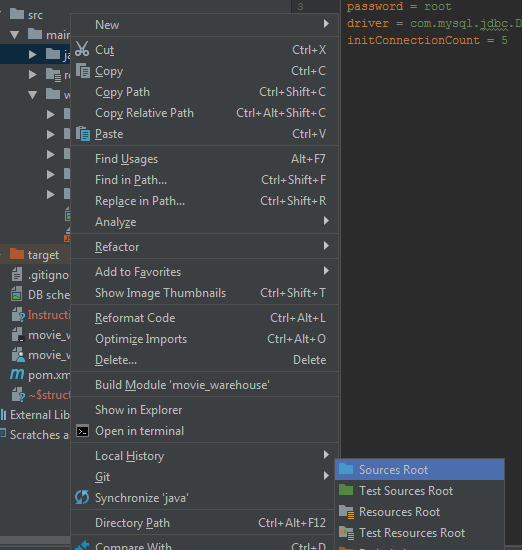 src
main
New
Cut Ctrl+X
Copy Ctrl+C
Copy Path Ctrl+Shift+C
Copy Relative Path Ctrl+Alt+Shift+C
Paste Ctrl+V
Find Usages Alt+F7
Find in Path... Ctrl+Shift+F
Replace in Path... Ctrl+Shift+R
Analyze
Refactor
Add to Favorites
Show Image Thumbnails Ctrl+Shift+T
Reformat Code Ctrl+Alt+L
Optimize Imports Ctrl+Alt+O
Delete... Delete
Build Module 'movie_warehouse'
Show in Explorer
Open in terminal
Local History
Git
Synchronize 'java'
Directory Path Ctrl+Alt+F12
Compare With Ctrl+D
Sources Root
Test Sources Root
Resources Root
Test Resources Root
target
.gitigno
DB sche
Instructi
movie_w
movie_w
pom.xm
~$struct
External Lib
Scratches a
3
password = root
driver = com.mysql.jdbc.D
initConnectionCount = 5